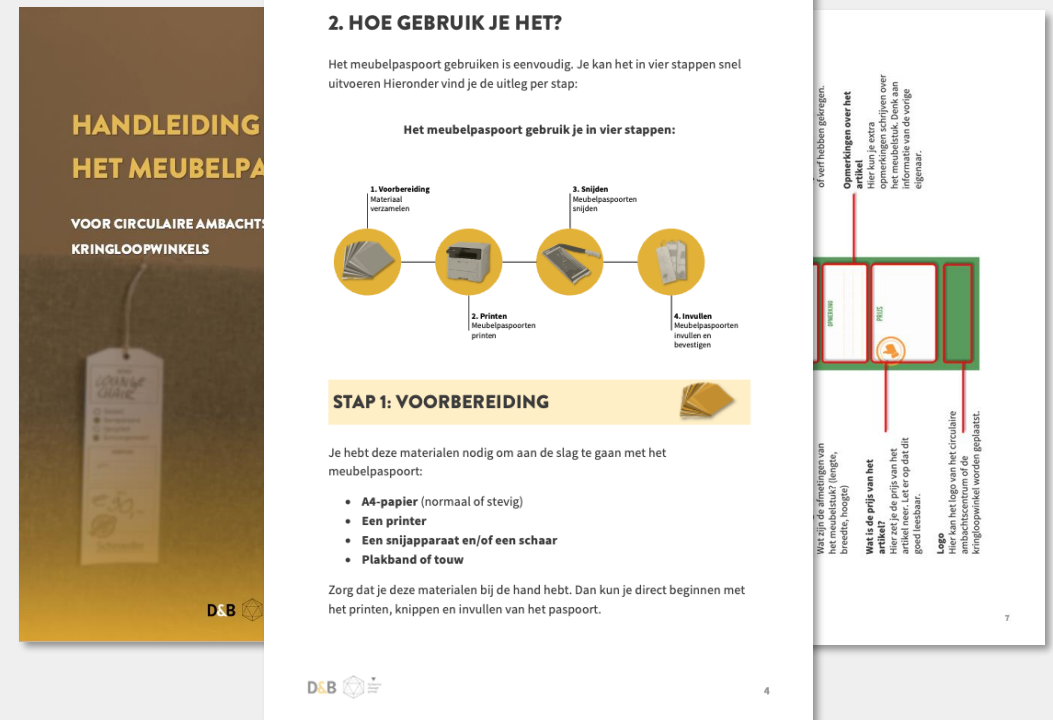 HANDLEIDING
HET MEUBELPA
VOOR CIRCULAIRE AMBACHTS
KRINGLOOPWINKELS
LOUNGE
CHAIR
D&B
2. HOE GEBRUIK JE HET?
Het meubelpaspoort gebruiken is eenvoudig. Je kan het in vier stappen snel
uitvoeren Hieronder vind je de uitleg per stap:
Het meubelpaspoort gebruik je in vier stappen:
1. Voorbereiding
Materiaal
verzamelen
3. Snijden
Meubelpaspoorten
snijden
2. Printen
Meubelpaspoorten
printen
4. Invullen
Meubelpaspoorten
invullen en
bevestigen
STAP 1: VOORBEREIDING
Je hebt deze materialen nodig om aan de slag te gaan met het
meubelpaspoort:
• A4-papier (normaal of stevig)
• Een printer
• Een snijapparaat en/of een schaar
• Plakband of touw
Zorg dat je deze materialen bij de hand hebt. Dan kun je direct beginnen met
het printen, knippen en invullen van het paspoort.
D&B
4
of verf hebben gekregen.
Opmerkingen over het
artikel
Hier kun je extra
opmerkingen schrijven over
het meubelstuk. Denk aan
informatie van de vorige
eigenaar.
OPMERKING
PRIJS
Wat zijn de afmetingen van
het meubelstuk? (lengte,
breedte, hoogte)
Wat is de prijs van het
artikel?
Hier zet je de prijs van het
artikel neer. Let er op dat dit
goed leesbaar.
Logo
Hier kan het logo van het circulaire
ambachtscentrum of de
kringloopwinkel worden geplaatst.
7